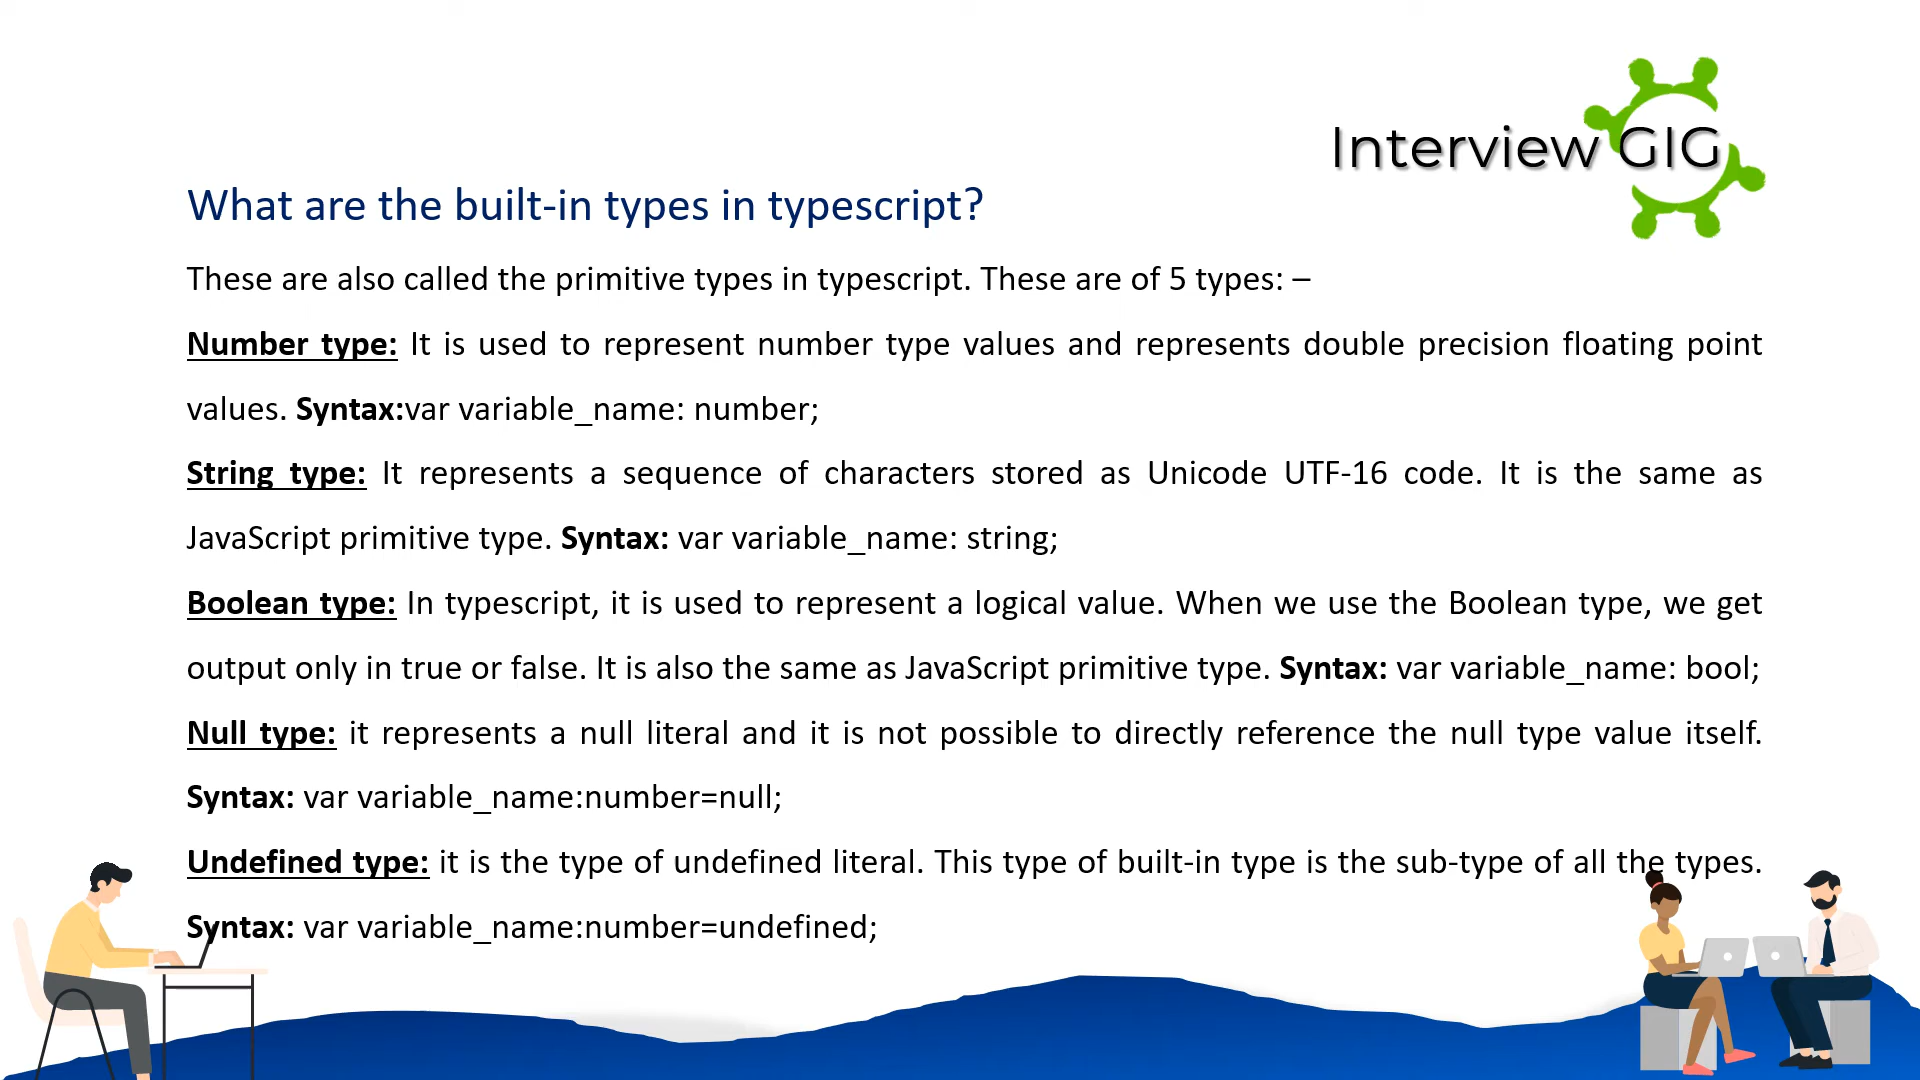 Interview GIG
What are the built-in types in typescript?
These are also called the primitive types in typescript. These are of 5 types: –
Number type: It is used to represent number type values and represents double precision floating point
values. Syntax:var variable_name: number;
String type: It represents a sequence of characters stored as Unicode UTF-16 code. It is the same as
JavaScript primitive type. Syntax: var variable_name: string;
Boolean type: In typescript, it is used to represent a logical value. When we use the Boolean type, we get
output only in true or false. It is also the same as JavaScript primitive type. Syntax: var variable_name: bool;
Null type: it represents a null literal and it is not possible to directly reference the null type value itself.
Syntax: var variable_name:number=null;
Undefined type: it is the type of undefined literal. This type of built-in type is the sub-type of all the types.
Syntax: var variable_name:number=undefined;